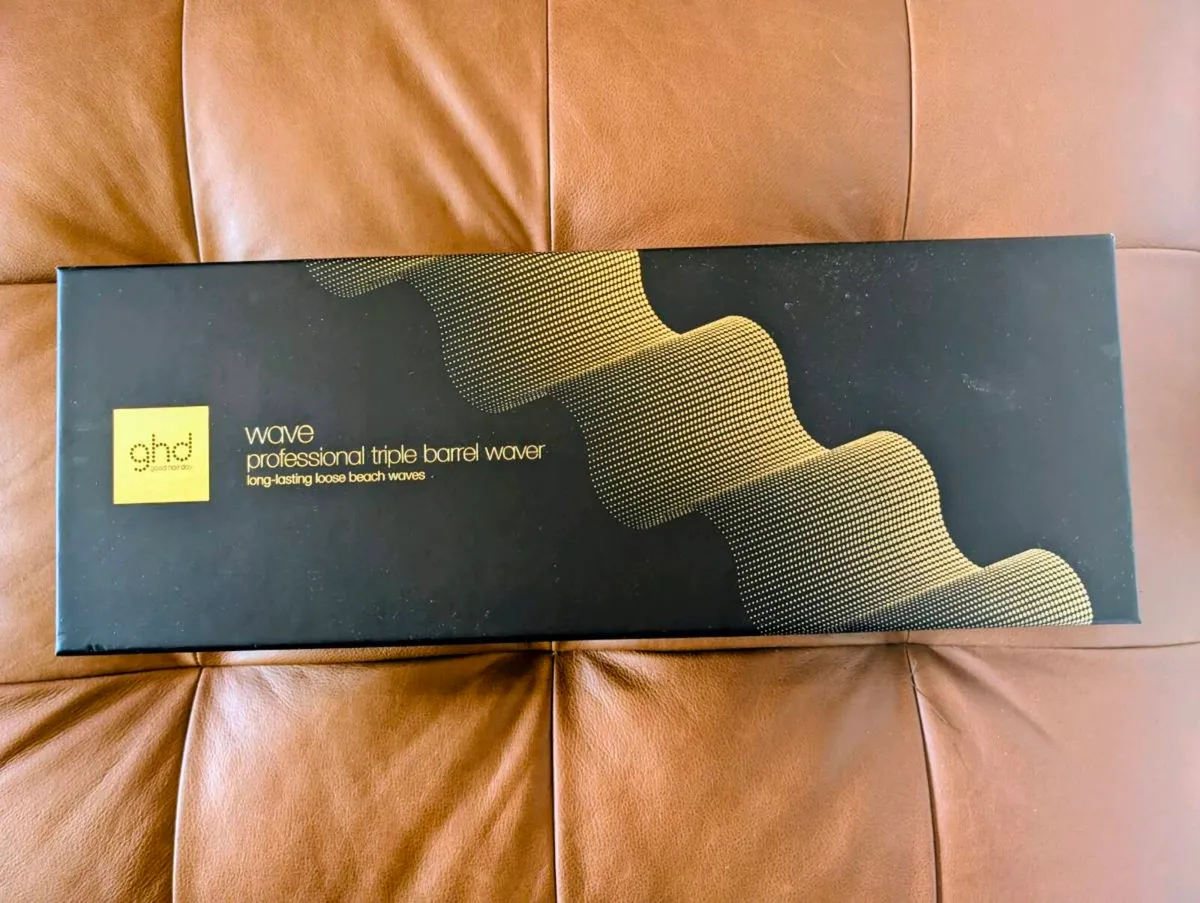 ghd
good hair day
wave
professional triple barrel waver
long-lasting loose beach waves